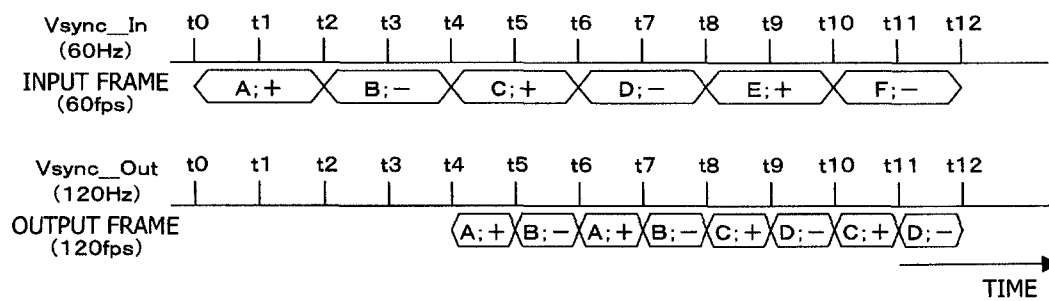 Vsync_In t0 t1 t2 t3 t4 t5 t6 t7 t8 t9 t10 t11 t12
(60Hz)
INPUT FRAME A;+ B;− C;+ D;− E;+ F;−
(60fps)
Vsync_Out t0 t1 t2 t3 t4 t5 t6 t7 t8 t9 t10 t11 t12
(120Hz)
OUTPUT FRAME A;+ B;− A;+ B;− C;+ D;− C;+ D;−
(120fps)
TIME